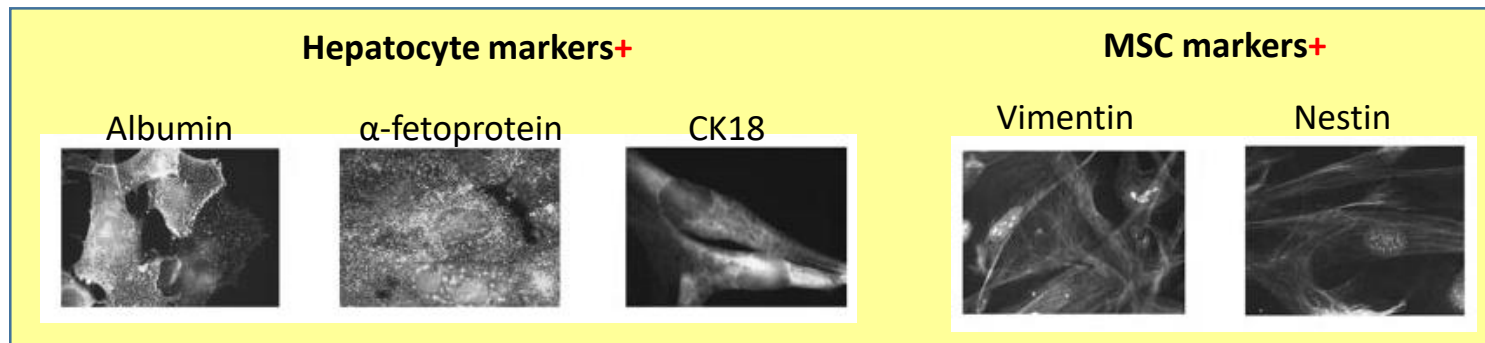 Hepatocyte markers+
MSC markers+
Albumin
α-fetoprotein
CK18
Vimentin
Nestin